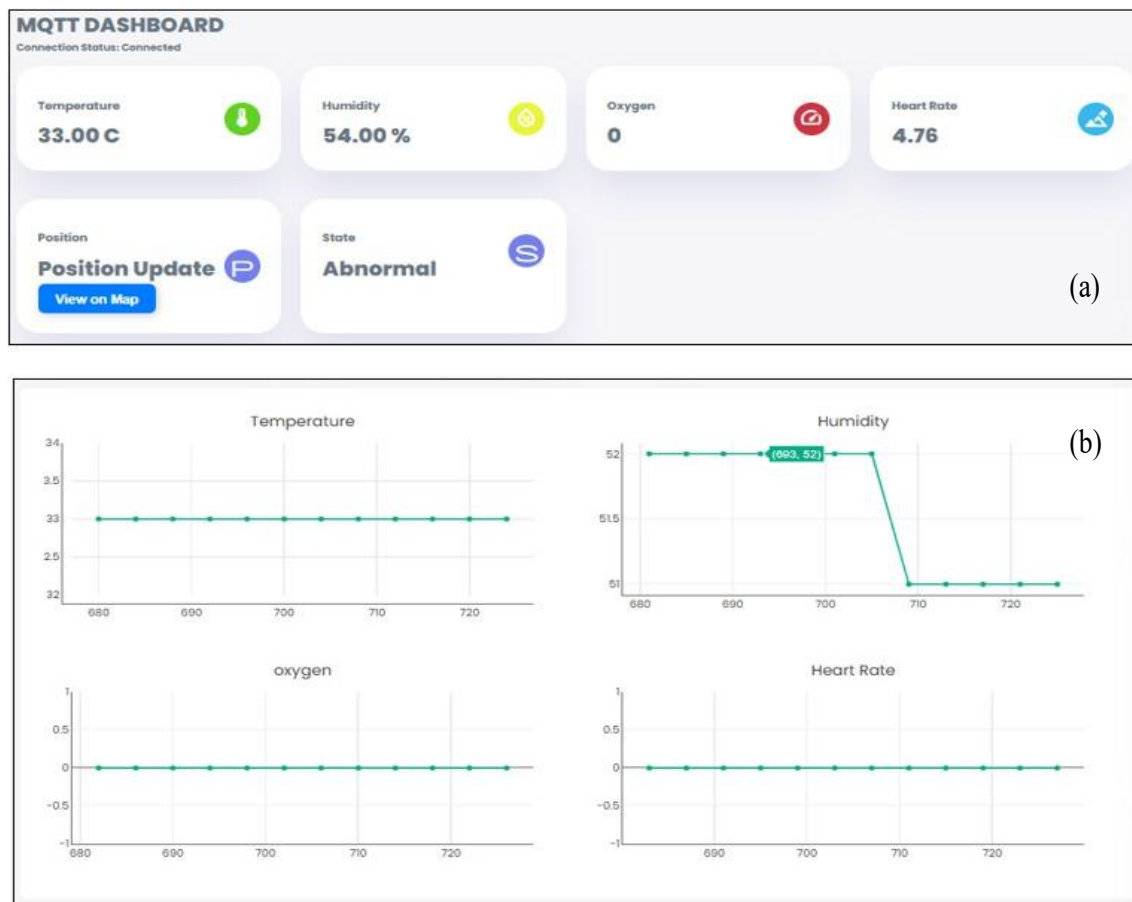 MQTT DASHBOARD
Connection Status: Connected
Temperature
33.00 C
Humidity
54.00 %
Oxygen
0
Heart Rate
4.76
Position
Position Update P
View on Map
State
Abnormal
S
(a)
Temperature
34
3.5
33
2.5
32
680 690 700 710 720
Humidity
(b)
52
(693, 52)
51.5
51
680 690 700 710 720
oxygen
1
0.5
0
−0.5
−1
680 690 700 710 720
Heart Rate
1
0.5
0
−0.5
−1
690 700 710 720